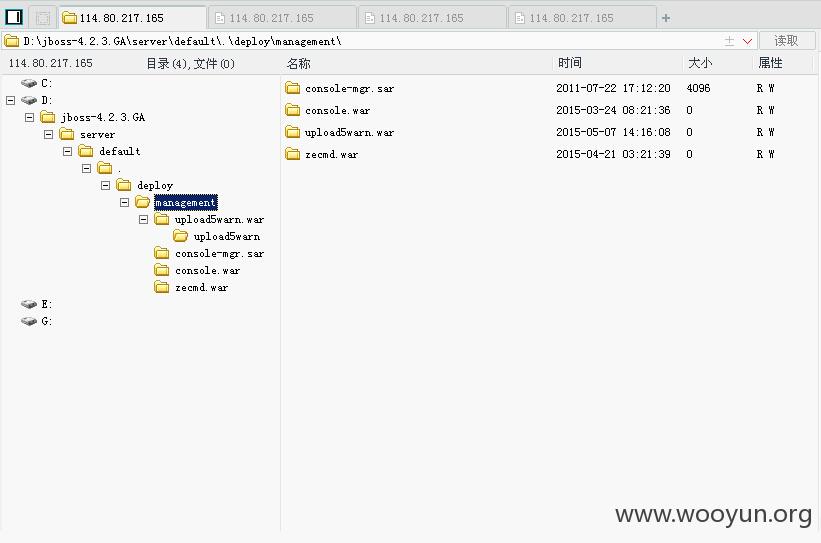 114.80.217.165 114.80.217.165 114.80.217.165 114.80.217.165 +
D:\jboss-4.2.3.GA\server\default\.\deploy\management\ 读取
114.80.217.165 目录(4),文件(0)
C:
D:
jboss-4.2.3.GA
server
default
.
deploy
management
upload5warn.war
upload5warn
console-mgr.sar
console.war
zecmd.war
E:
G:
名称 时间 大小 属性
console-mgr.sar 2011-07-22 17:12:20 4096 R W
console.war 2015-03-24 08:21:36 0 R W
upload5warn.war 2015-05-07 14:16:08 0 R W
zecmd.war 2015-04-21 03:21:39 0 R W
www.wooyun.org